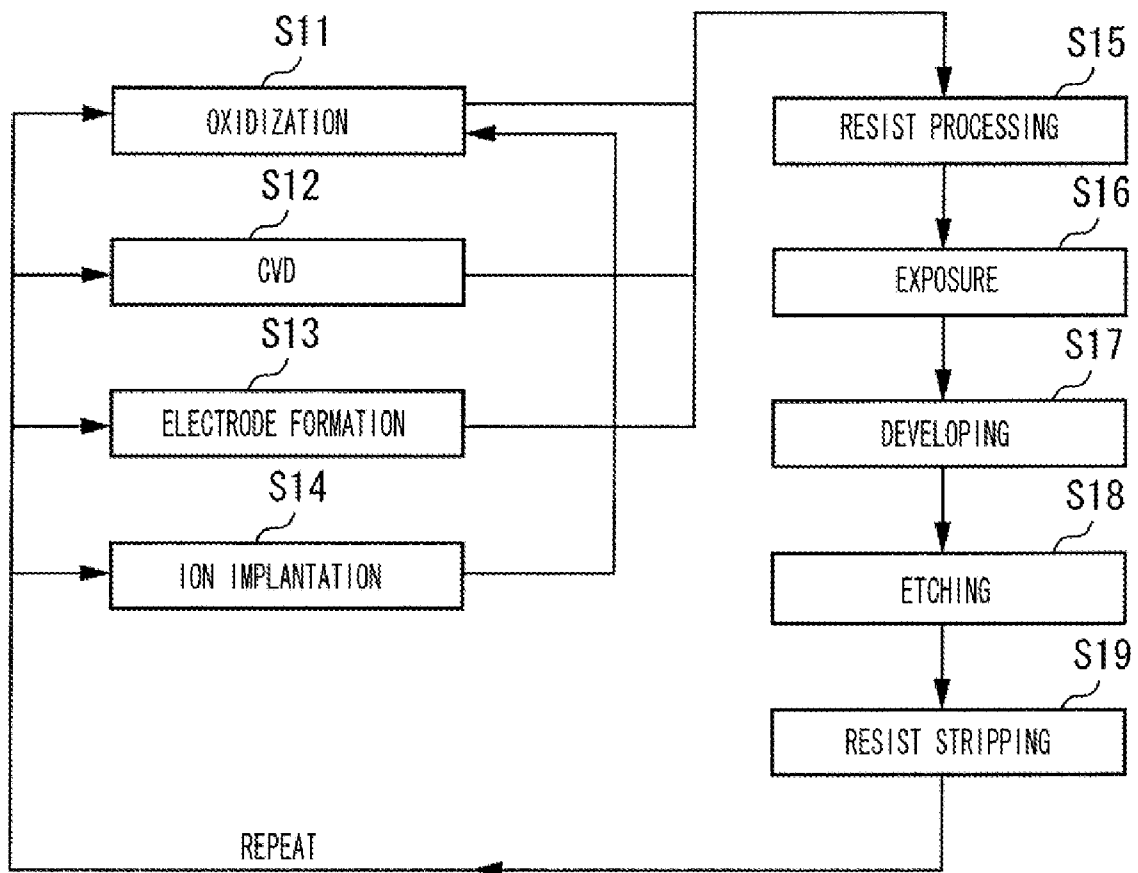 S11
OXIDIZATION
S12
CVD
S13
ELECTRODE FORMATION
S14
ION IMPLANTATION
S15
RESIST PROCESSING
S16
EXPOSURE
S17
DEVELOPING
S18
ETCHING
S19
RESIST STRIPPING
REPEAT